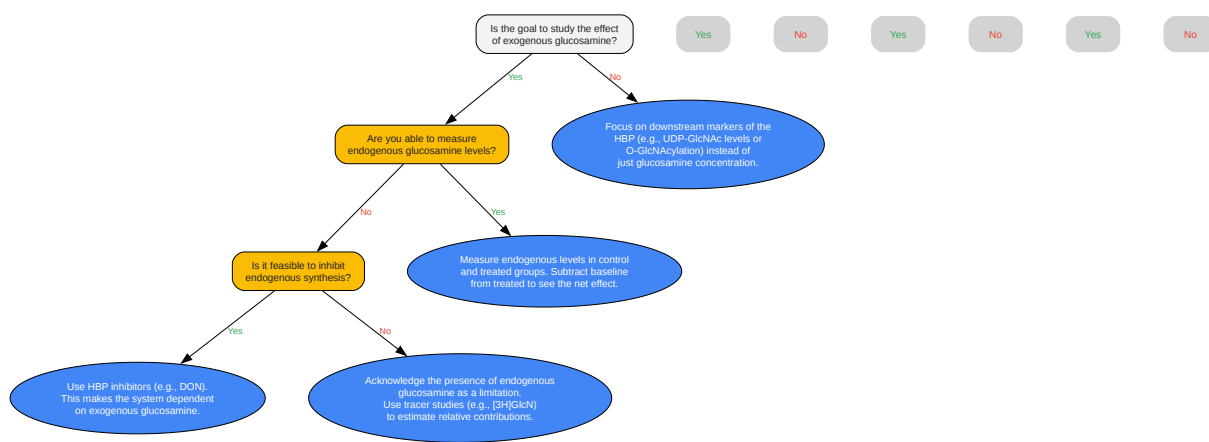 Is the goal to study the effect
of exogenous glucosamine?
Yes
No
Yes
No
Yes
No
Yes
No
Are you able to measure
endogenous glucosamine levels?
Focus on downstream markers of the
HBP (e.g., UDP-GlcNAc levels or
O-GlcNAcylation) instead of
just glucosamine concentration.
No
Yes
Is it feasible to inhibit
endogenous synthesis?
Measure endogenous levels in control
and treated groups. Subtract baseline
from treated to see the net effect.
Yes
No
Use HBP inhibitors (e.g., DON).
This makes the system dependent
on exogenous glucosamine.
Acknowledge the presence of endogenous
glucosamine as a limitation.
Use tracer studies (e.g., [3H]GlcN)
to estimate relative contributions.